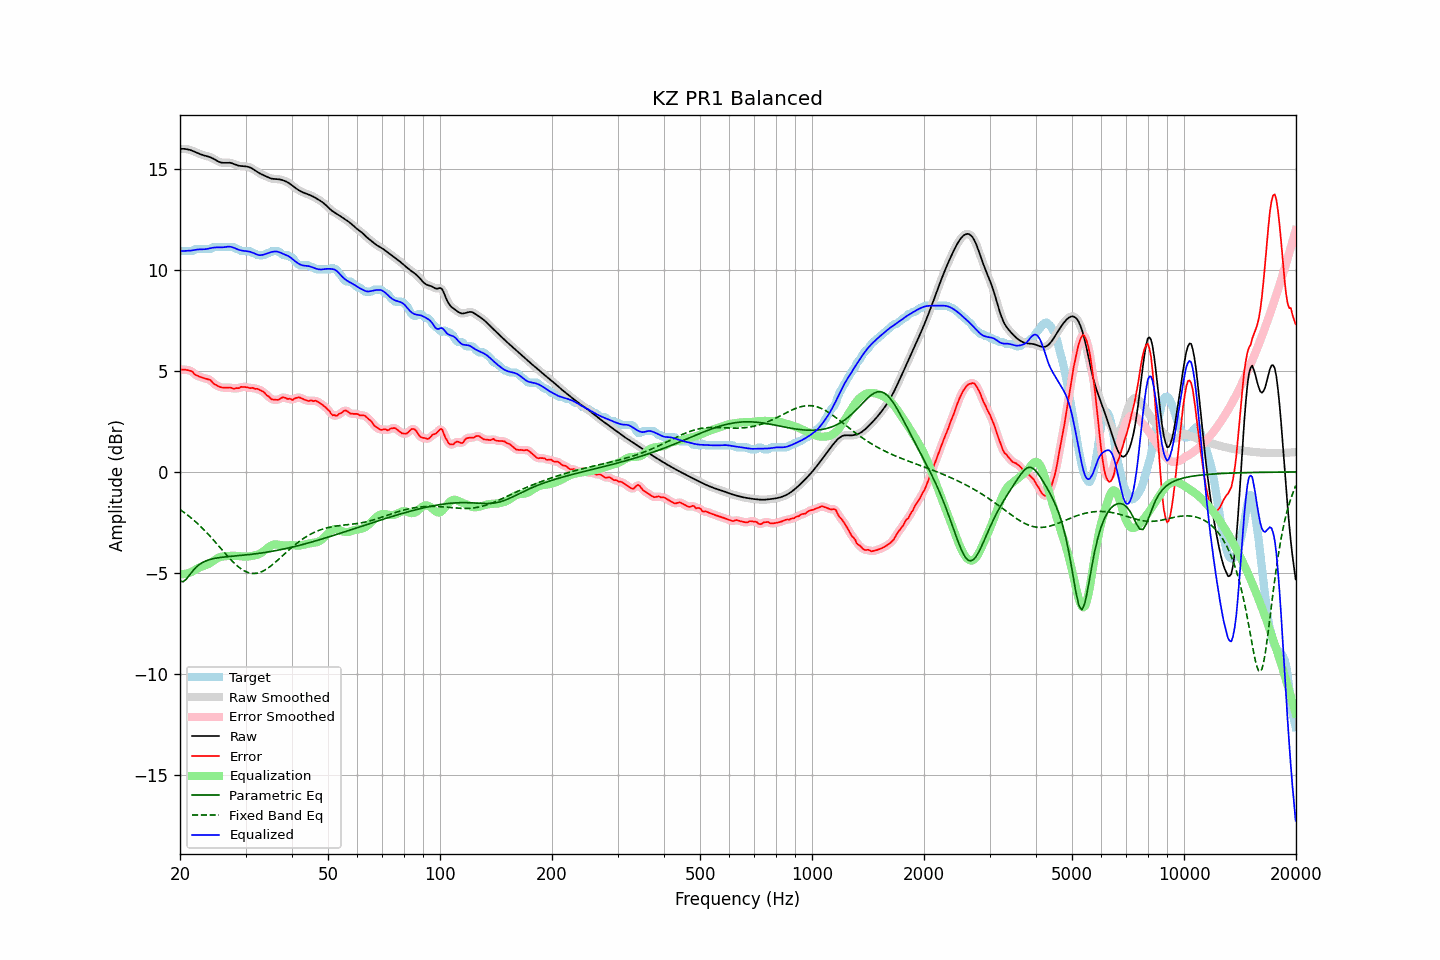 KZ PR1 Balanced
Amplitude (dBr)
15
10
5
0
−5
−10
−15
Target
Raw Smoothed
Error Smoothed
Raw
Error
Equalization
Parametric Eq
Fixed Band Eq
Equalized
20 50 100 200 500 1000 2000 5000 10000 20000
Frequency (Hz)